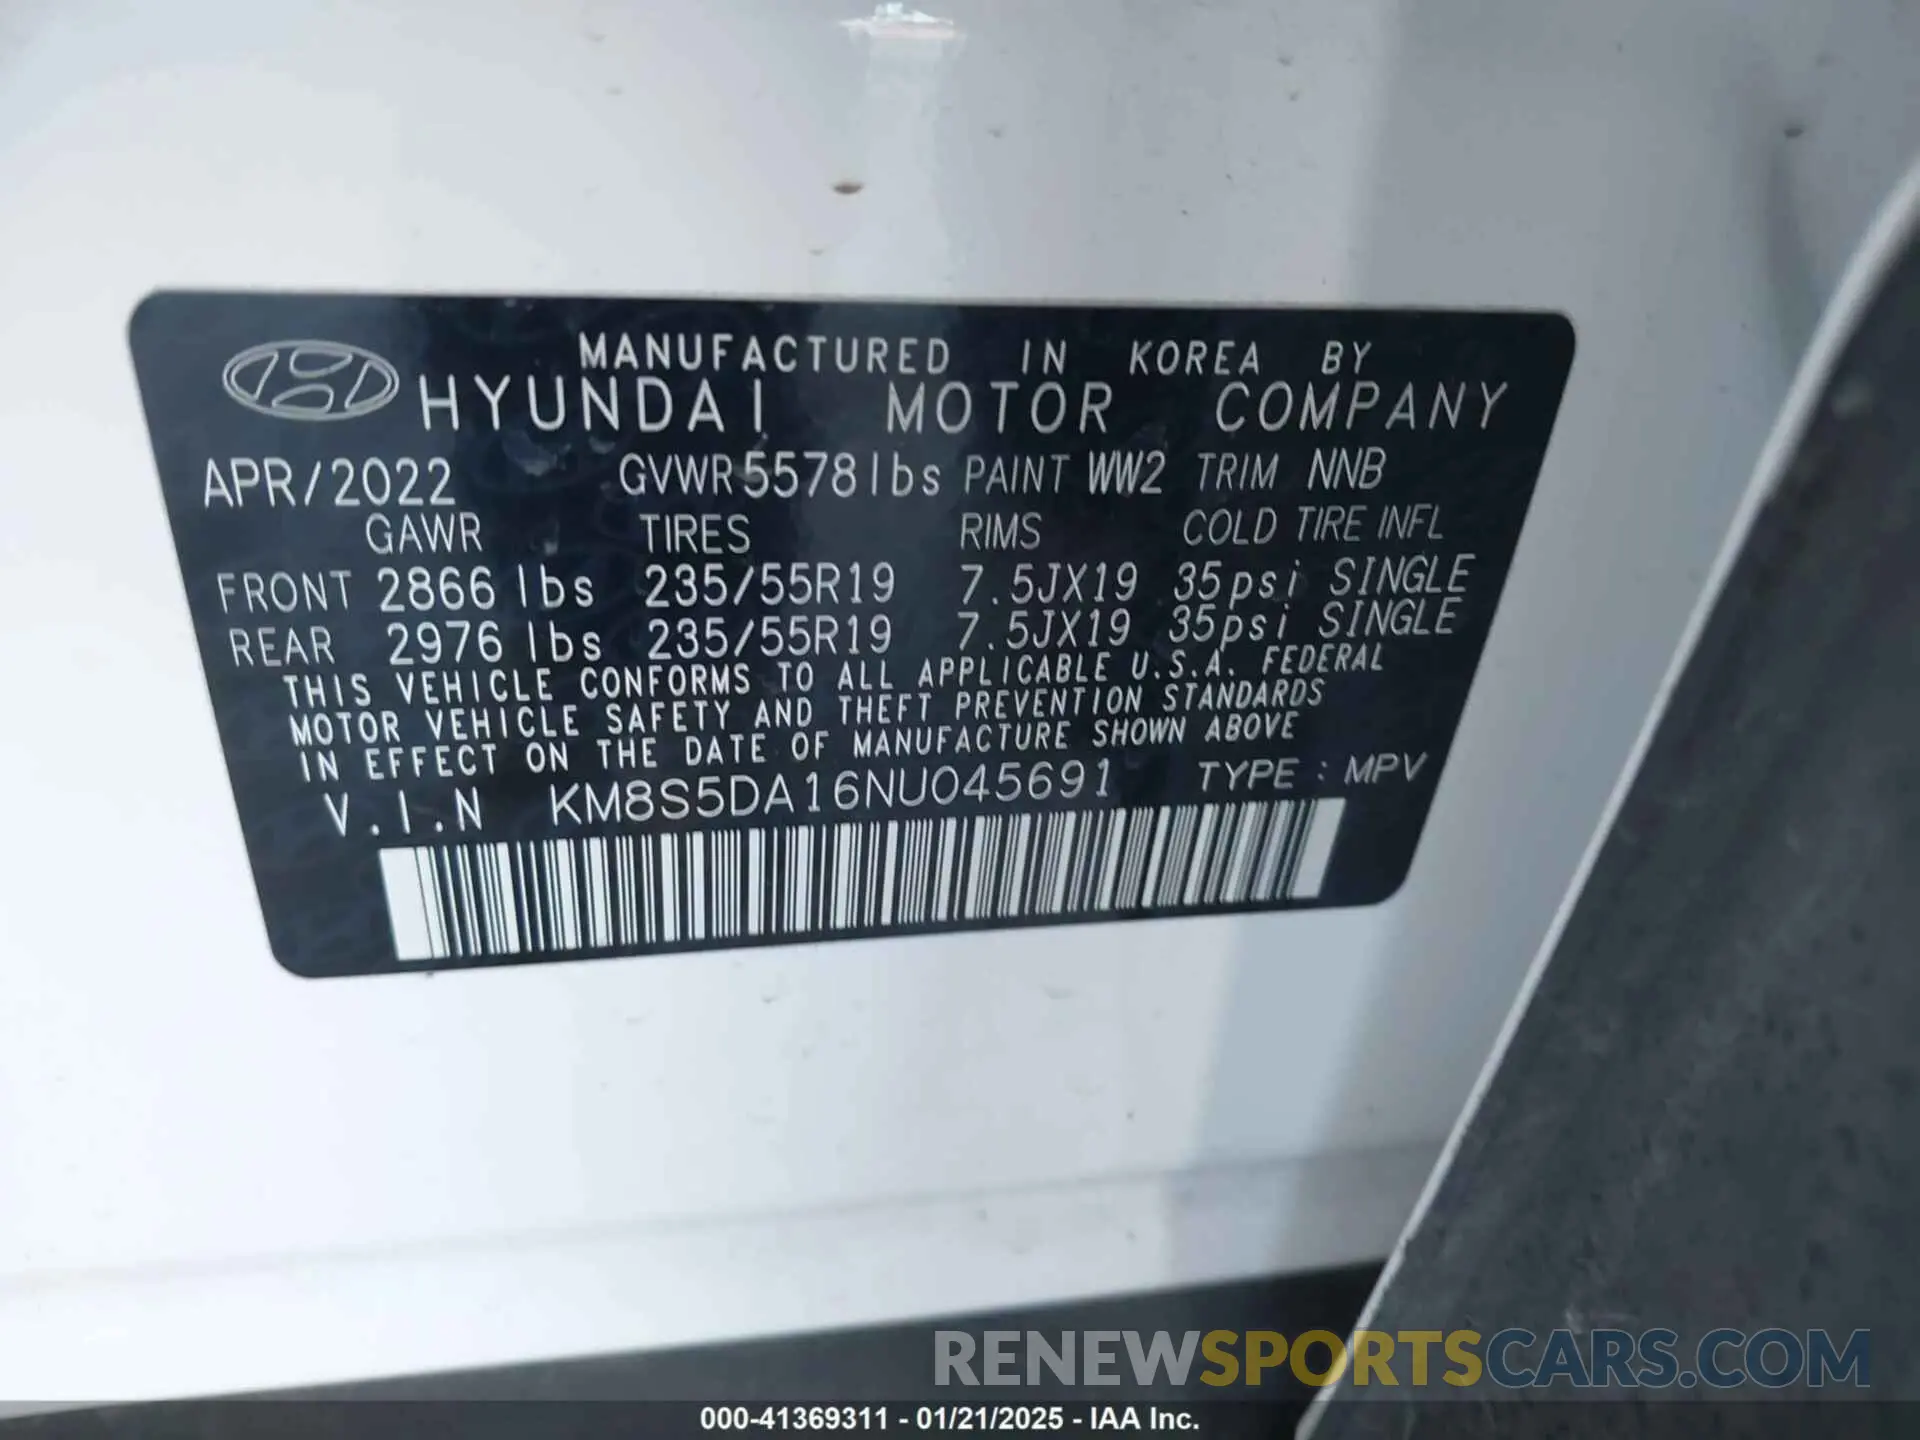 MANUFACTURED IN KOREA BY
HYUNDAI MOTOR COMPANY
APR/2022 GVWR 5578lbs PAINT WW2 TRIM NNB
GAWR TIRES RIMS COLD TIRE INFL
FRONT 2866 lbs 235/55R19 7.5JX19 35psi SINGLE
REAR 2976 lbs 235/55R19 7.5JX19 35psi SINGLE
THIS VEHICLE CONFORMS TO ALL APPLICABLE U.S.A. FEDERAL
MOTOR VEHICLE SAFETY AND THEFT PREVENTION STANDARDS
IN EFFECT ON THE DATE OF MANUFACTURE SHOWN ABOVE
V.I.N KM8S5DA16NU045691 TYPE : MPV
RENEWSPORTSCARS.COM
000-41369311 - 01/21/2025 - IAA Inc.